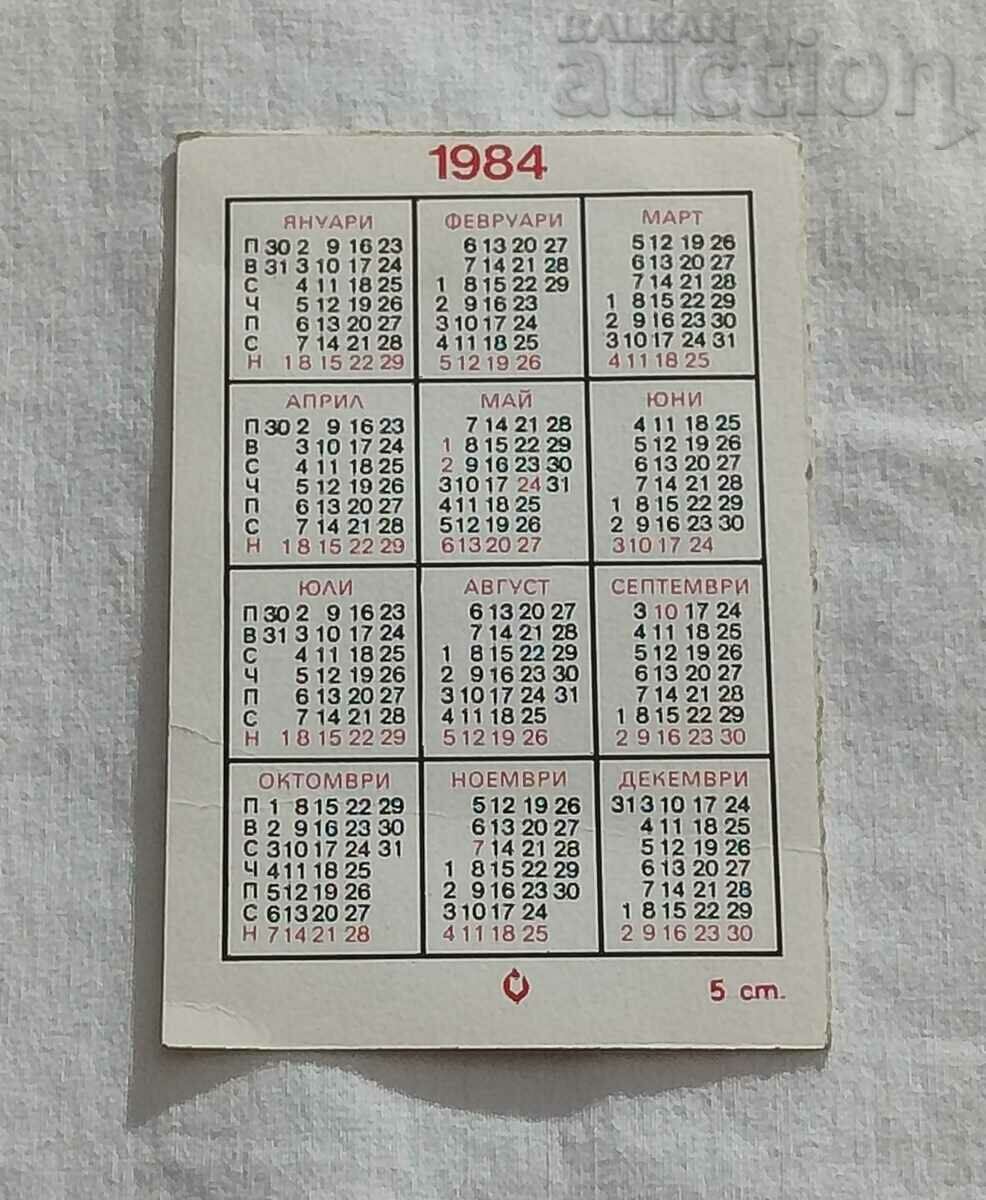 BALKAN
auction
1984
ЯНУАРИ
П 30 2 9 16 23
В 31 3 10 17 24
С 4 11 18 25
Ч 5 12 19 26
П 6 13 20 27
С 7 14 21 28
Н 1 8 15 22 29
ФЕВРУАРИ
6 13 20 27
7 14 21 28
1 8 15 22 29
2 9 16 23
3 10 17 24
4 11 18 25
5 12 19 26
МАРТ
5 12 19 26
6 13 20 27
7 14 21 28
1 8 15 22 29
2 9 16 23 30
3 10 17 24 31
4 11 18 25
АПРИЛ
П 30 2 9 16 23
В 3 10 17 24
С 4 11 18 25
Ч 5 12 19 26
П 6 13 20 27
С 7 14 21 28
Н 1 8 15 22 29
МАЙ
7 14 21 28
1 8 15 22 29
2 9 16 23 30
3 10 17 24 31
4 11 18 25
5 12 19 26
6 13 20 27
ЮНИ
4 11 18 25
5 12 19 26
6 13 20 27
7 14 21 28
1 8 15 22 29
2 9 16 23 30
3 10 17 24
ЮЛИ
П 30 2 9 16 23
В 31 3 10 17 24
С 4 11 18 25
Ч 5 12 19 26
П 6 13 20 27
С 7 14 21 28
Н 1 8 15 22 29
АВГУСТ
6 13 20 27
7 14 21 28
1 8 15 22 29
2 9 16 23 30
3 10 17 24 31
4 11 18 25
5 12 19 26
СЕПТЕМВРИ
3 10 17 24
4 11 18 25
5 12 19 26
6 13 20 27
7 14 21 28
1 8 15 22 29
2 9 16 23 30
ОКТОМВРИ
П 1 8 15 22 29
В 2 9 16 23 30
С 3 10 17 24 31
Ч 4 11 18 25
П 5 12 19 26
С 6 13 20 27
Н 7 14 21 28
НОЕМВРИ
5 12 19 26
6 13 20 27
7 14 21 28
1 8 15 22 29
2 9 16 23 30
3 10 17 24
4 11 18 25
ДЕКЕМВРИ
31 3 10 17 24
4 11 18 25
5 12 19 26
6 13 20 27
7 14 21 28
1 8 15 22 29
2 9 16 23 30
5 cm.